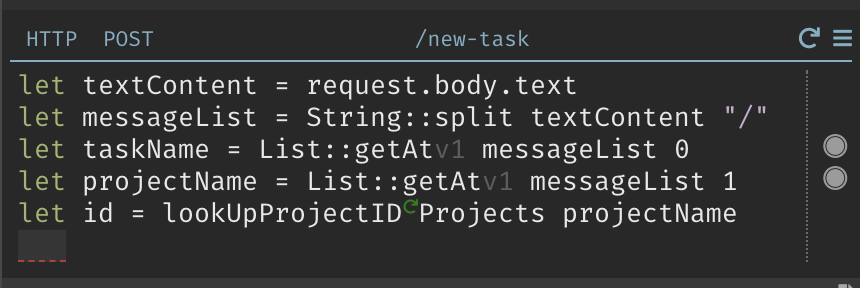 HTTP POST /new-task
let textContent = request.body.text
let messageList = String::split textContent "/"
let taskName = List::getAtv1 messageList 0
let projectName = List::getAtv1 messageList 1
let id = lookUpProjectID Projects projectName